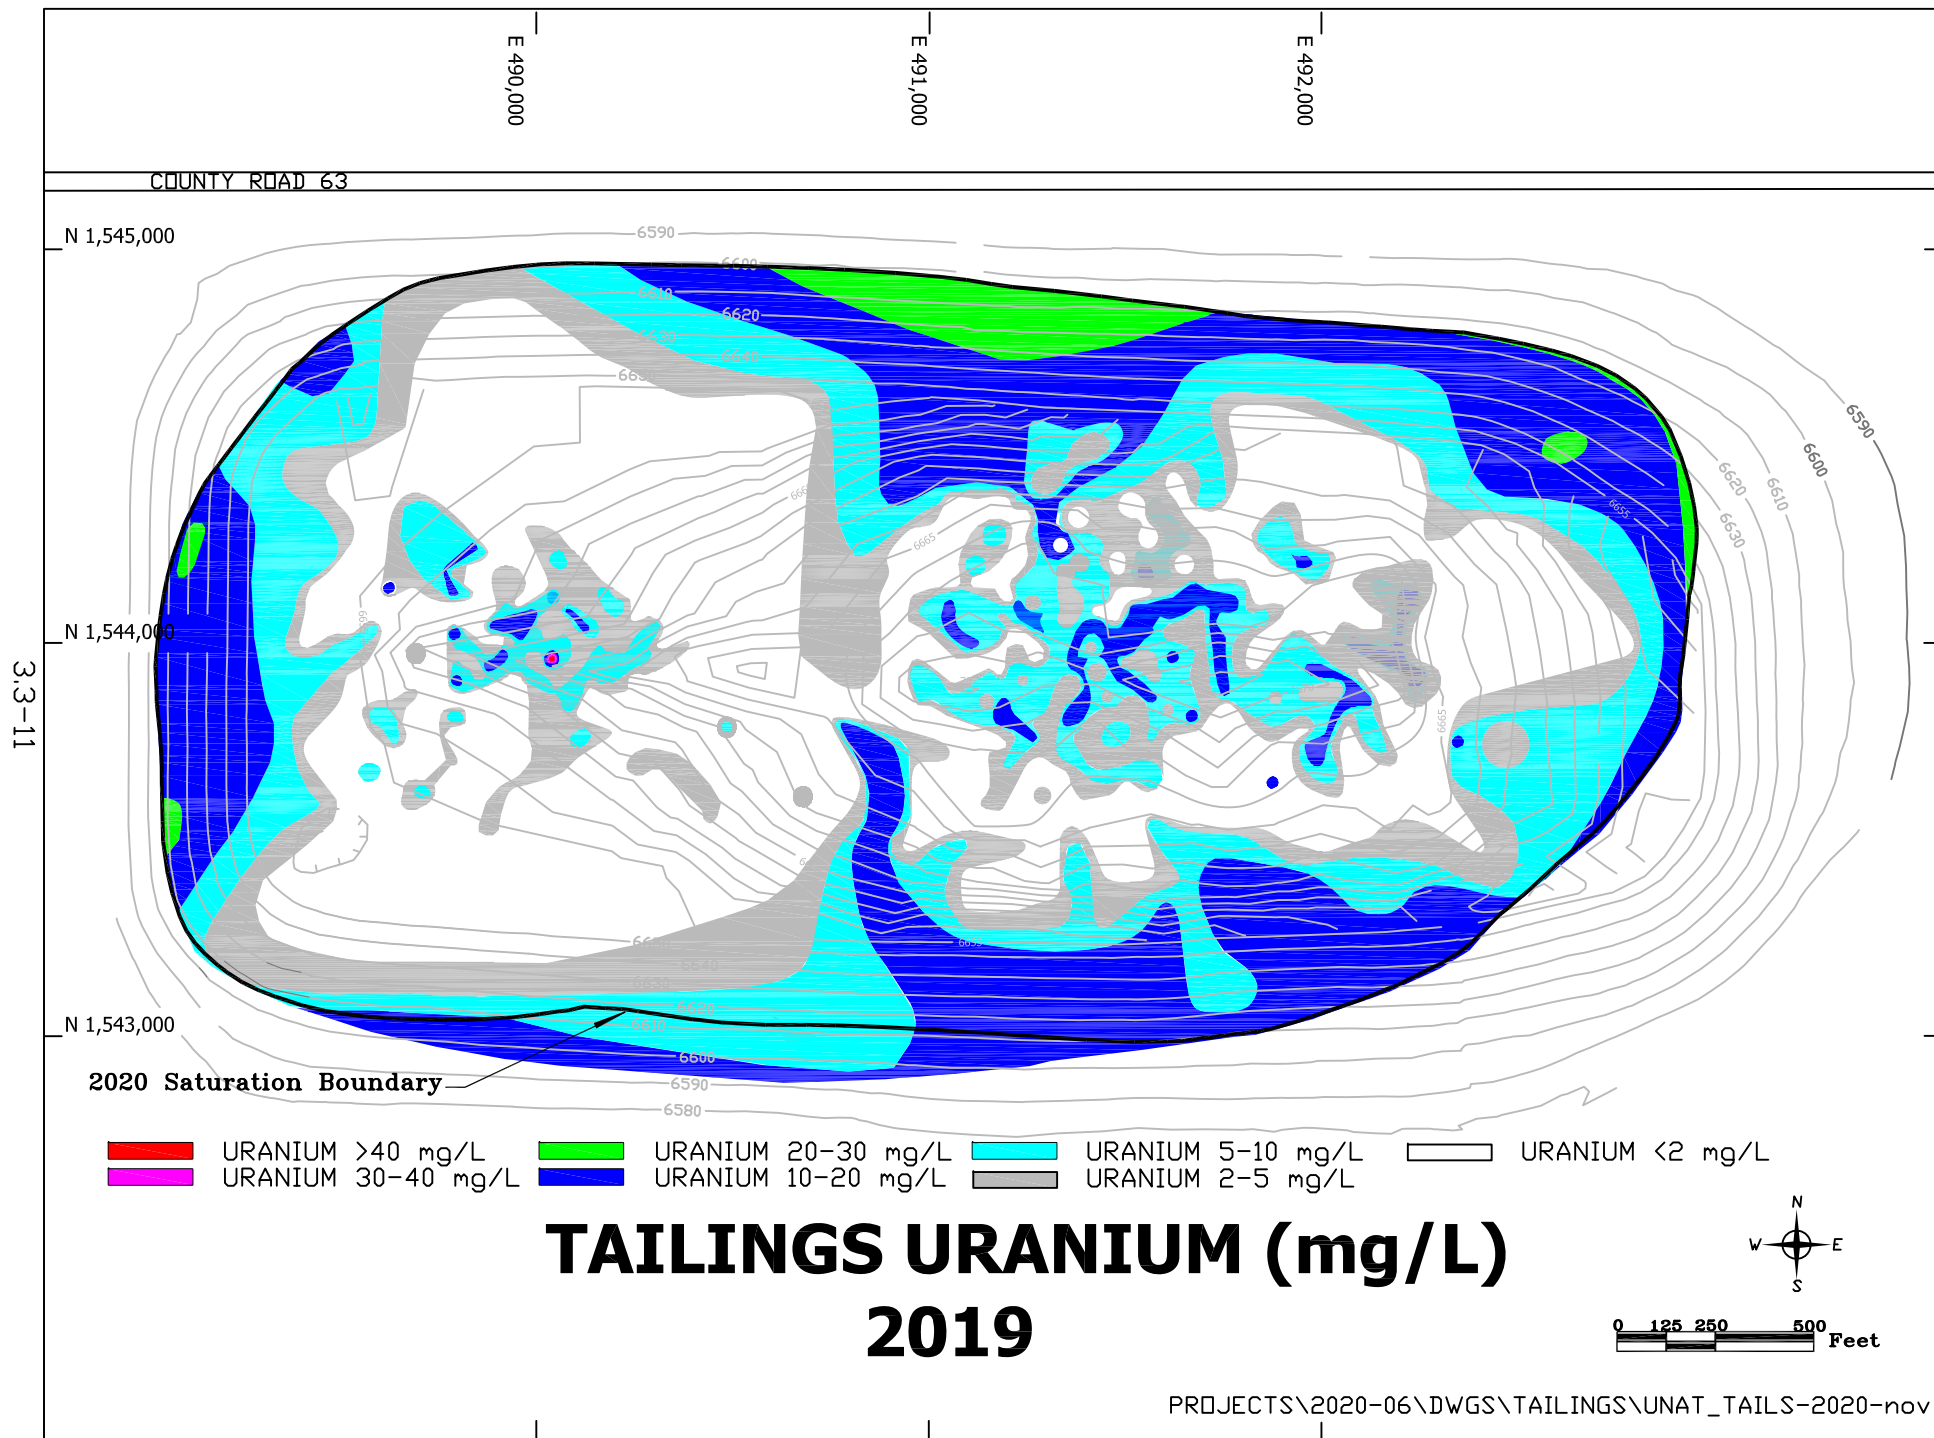 E 490,000
E 491,000
E 492,000
COUNTY ROAD 63
N 1,545,000
6590
6600
6610
6620
6630
6640
6590
6600
6620
6610
6630
6655
6665
N 1,544,000
3.3-11
6665
6640
6630
6620
N 1,543,000
6610
2020 Saturation Boundary
6600
6590
6580
URANIUM >40 mg/L
URANIUM 20-30 mg/L
URANIUM 5-10 mg/L
URANIUM <2 mg/L
URANIUM 30-40 mg/L
URANIUM 10-20 mg/L
URANIUM 2-5 mg/L
TAILINGS URANIUM (mg/L)
2019
N
W E
S
0 125 250 500
Feet
PROJECTS\2020-06\DWGS\TAILINGS\UNAT_TAILS-2020-nov